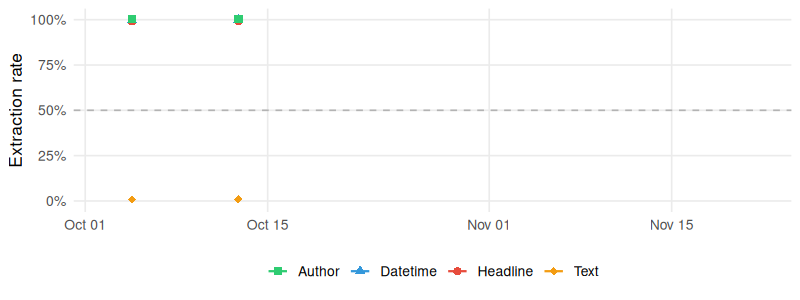 Extraction rate
100%
75%
50%
25%
0%
Oct 01 Oct 15 Nov 01 Nov 15
Author Datetime Headline Text